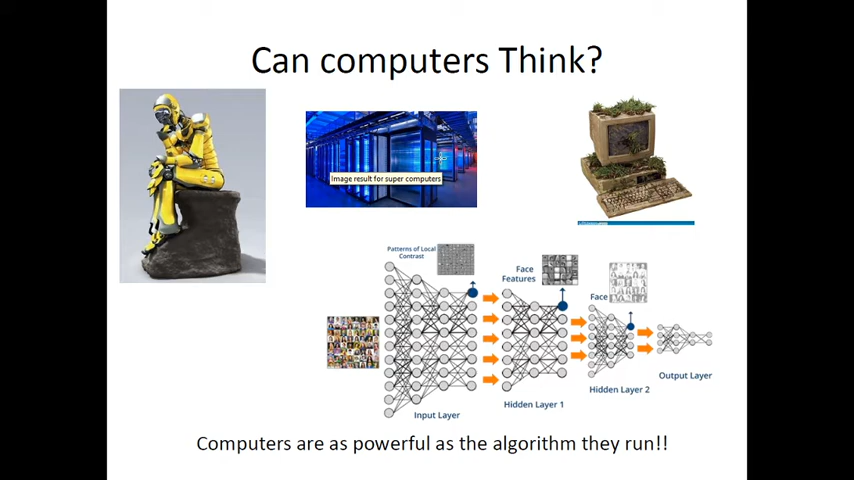 Can computers Think?
Image result for super computers
Patterns of Local
Contrast
Face
Features
Face
Output Layer
Hidden Layer 2
Hidden Layer 1
Input Layer
Computers are as powerful as the algorithm they run!!